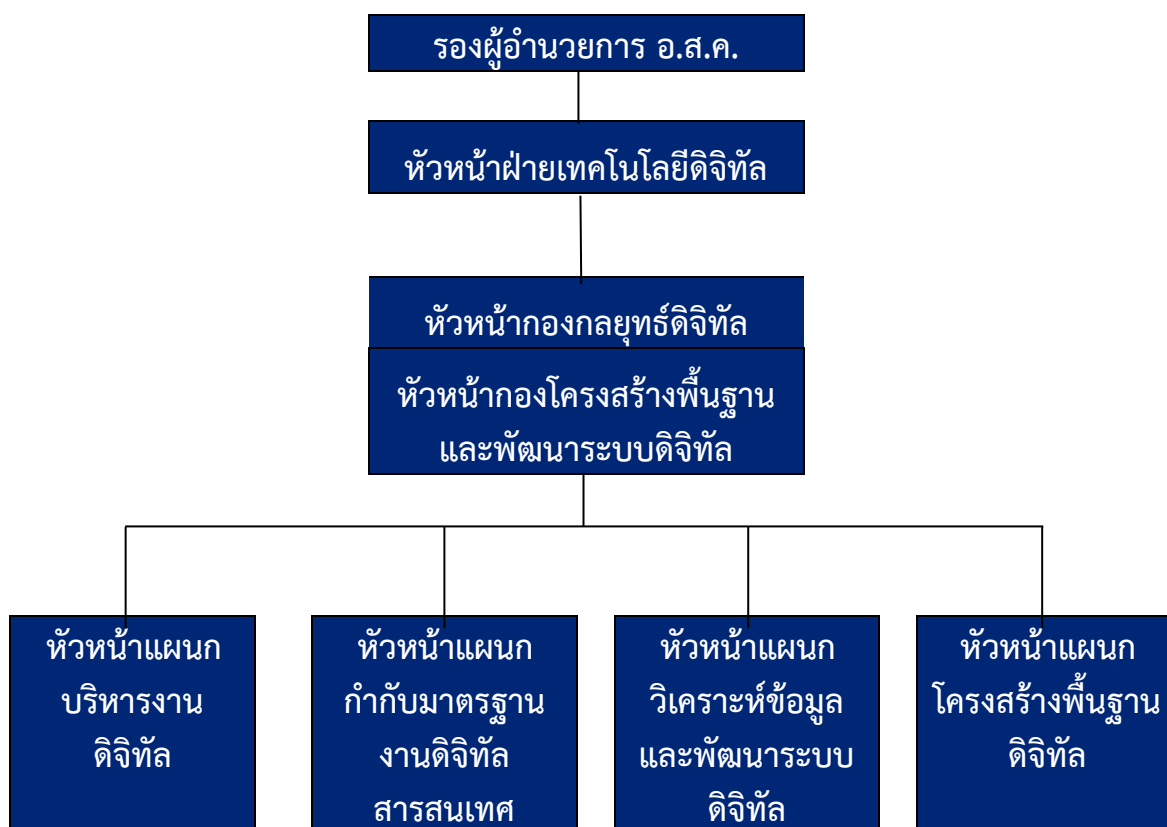 รองผู้อำนวยการ อ.ส.ค.
หัวหน้าฝ่ายเทคโนโลยีดิจิทัล
หัวหน้ากองกลยุทธ์ดิจิทัล
หัวหน้ากองโครงสร้างพื้นฐาน
และพัฒนาระบบดิจิทัล
หัวหน้าแผนก
บริหารงาน
ดิจิทัล
หัวหน้าแผนก
กำกับมาตรฐาน
งานดิจิทัล
สารสนเทศ
หัวหน้าแผนก
วิเคราะห์ข้อมูล
และพัฒนาระบบ
ดิจิทัล
หัวหน้าแผนก
โครงสร้างพื้นฐาน
ดิจิทัล